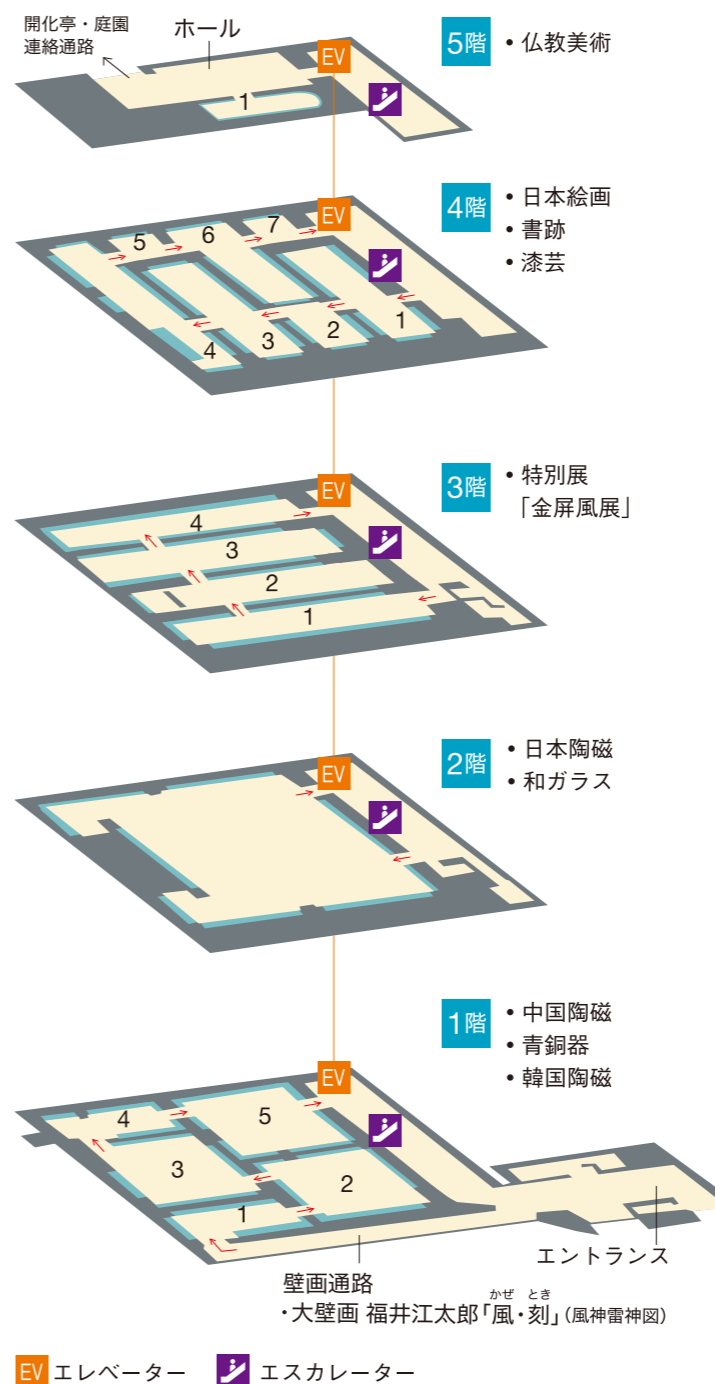 開化亭・庭園
連絡通路
ホール
EV
1
5階
・仏教美術
EV
5
6
7
4
3
2
1
4階
・日本絵画
・書跡
・漆芸
EV
4
3
2
1
3階
・特別展
「金屏風展」
EV
2階
・日本陶磁
・和ガラス
EV
4
5
3
2
1
1階
・中国陶磁
・青銅器
・韓国陶磁
エントランス
壁画通路
かぜ とき
・大壁画 福井江太郎「風・刻」(風神雷神図)
EV エレベーター エスカレーター